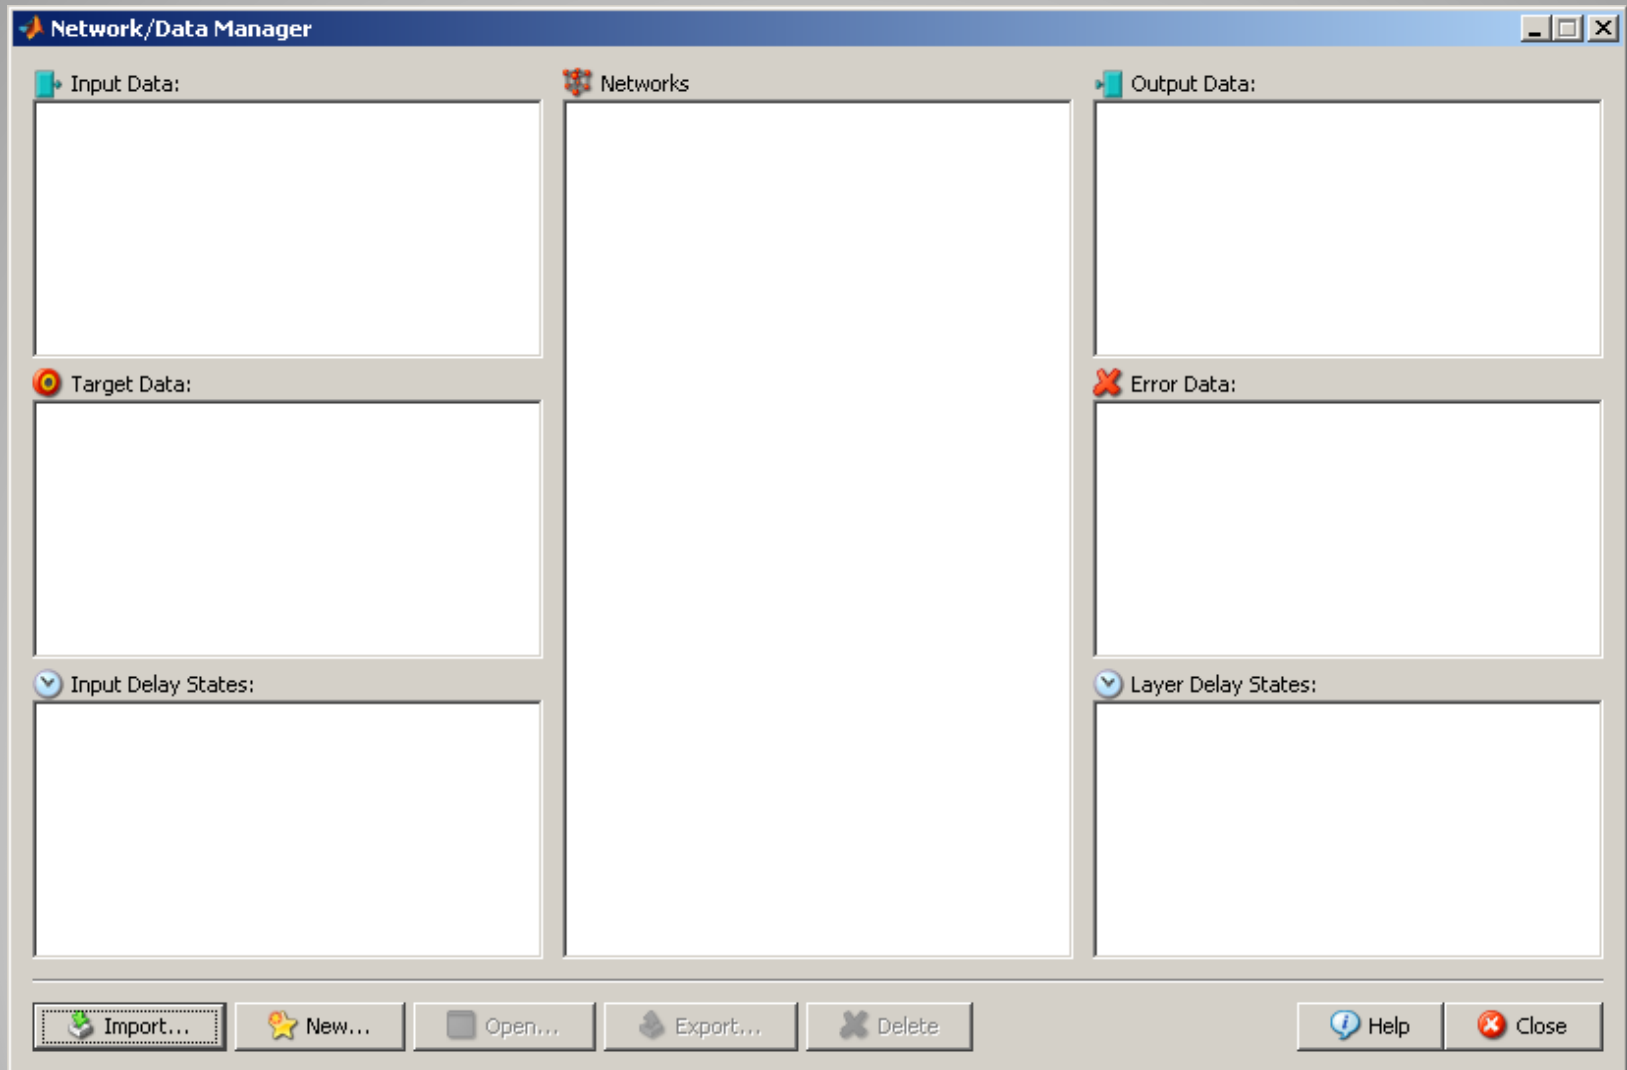 Network/Data Manager
Input Data:
Networks
Output Data:
Target Data:
Error Data:
Input Delay States:
Layer Delay States:
Import...
New...
Open...
Export...
Delete
Help
Close